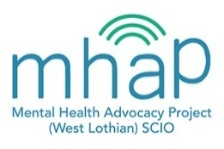 mhap
Mental Health Advocacy Project
(West Lothian) SCIO